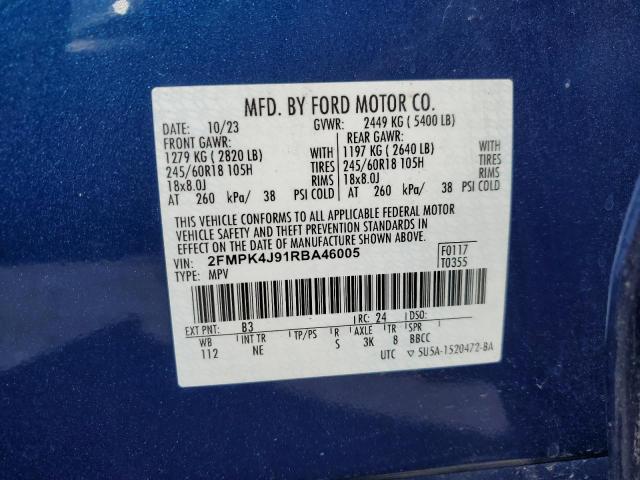 MFD. BY FORD MOTOR CO.
DATE: 10/23 GVWR: 2449 KG ( 5400 LB)
FRONT GAWR: REAR GAWR:
1279 KG ( 2820 LB) WITH 1197 KG ( 2640 LB) WITH
245/60R18 105H TIRES 245/60R18 105H TIRES
18x8.0J RIMS 18x8.0J RIMS
AT 260 kPa/ 38 PSI COLD AT 260 kPa/ 38 PSI COLD
THIS VEHICLE CONFORMS TO ALL APPLICABLE FEDERAL MOTOR
VEHICLE SAFETY AND THEFT PREVENTION STANDARDS IN
EFFECT ON THE DATE OF MANUFACTURE SHOWN ABOVE.
VIN: 2FMPK4J91RBA46005 F0117
TYPE: MPV T0355
EXT PNT: B3 RC: 24 DSO:
WB INT TR TP/PS R AXLE TR SPR
112 NE S 3K 8 BBCC
UTC ▽ 5U5A-1520472-BA